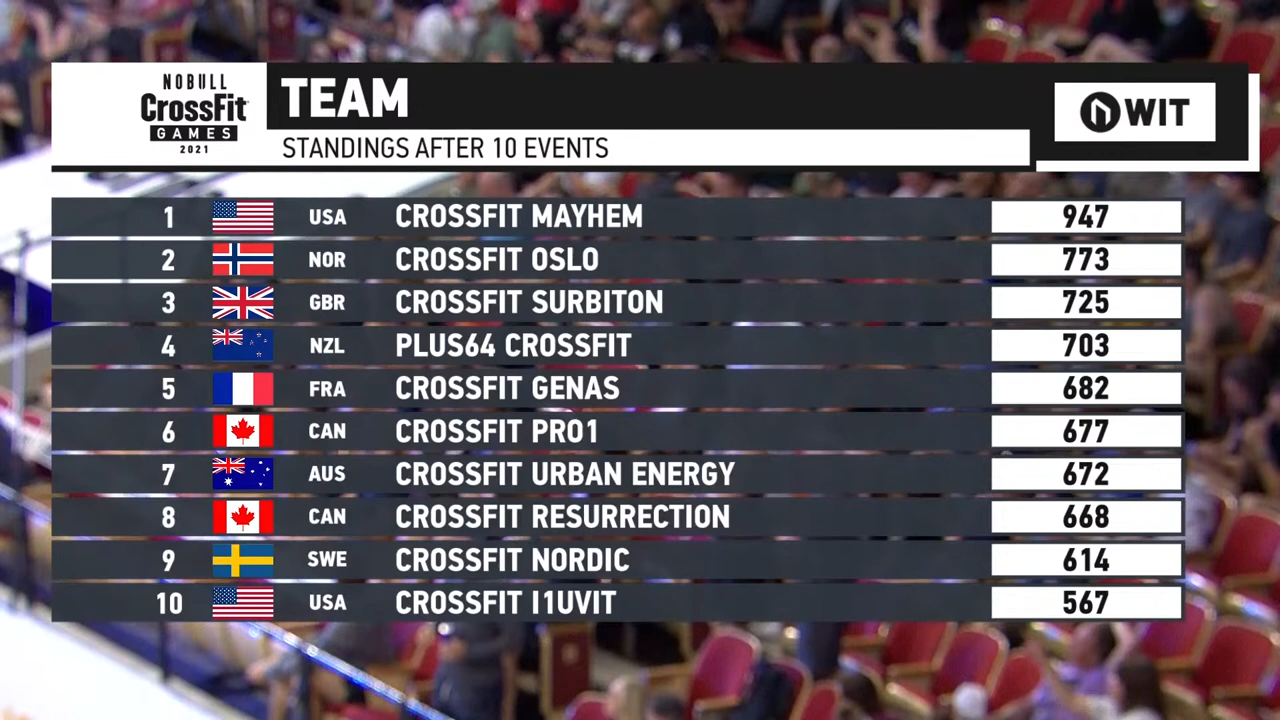 NOBULL
CrossFit
GAMES
2021
TEAM
STANDINGS AFTER 10 EVENTS
WIT
1 USA CROSSFIT MAYHEM 947
2 NOR CROSSFIT OSLO 773
3 GBR CROSSFIT SURBITON 725
4 NZL PLUS64 CROSSFIT 703
5 FRA CROSSFIT GENAS 682
6 CAN CROSSFIT PRO1 677
7 AUS CROSSFIT URBAN ENERGY 672
8 CAN CROSSFIT RESURRECTION 668
9 SWE CROSSFIT NORDIC 614
10 USA CROSSFIT I1UVIT 567